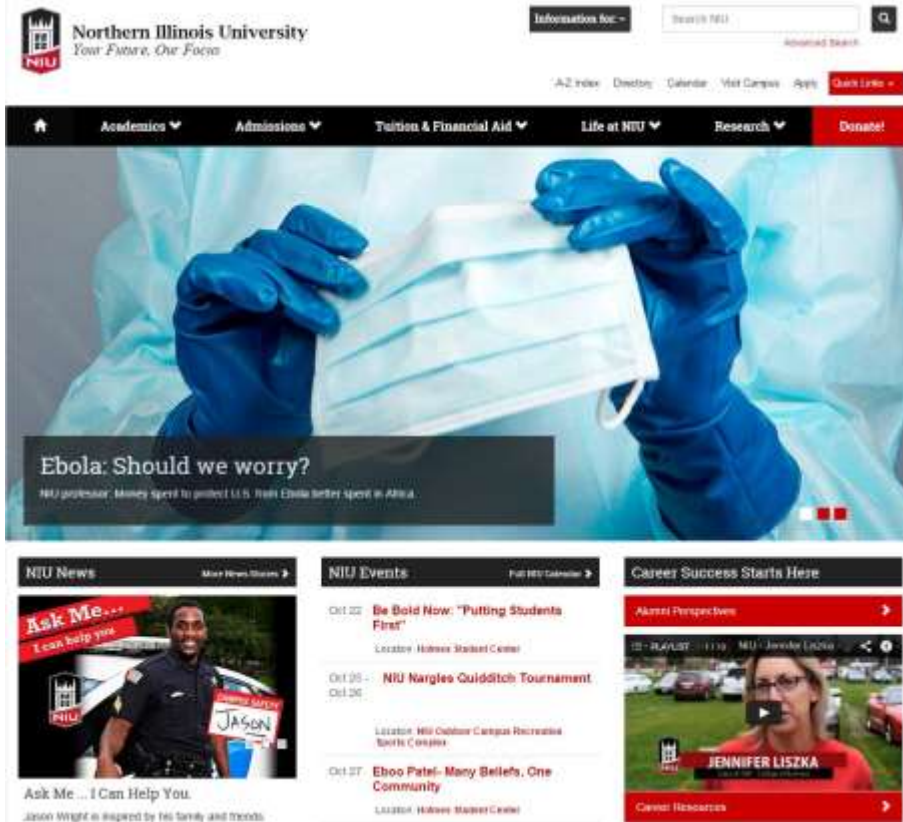 Northern Illinois University
Your Future. Our Focus
NIU
Information for:
Search NIU
Advanced Search
A-Z Index Directory Calendar Visit Campus Apply Quick Links
Academics Admissions Tuition & Financial Aid Life at NIU Research Donate!
Ebola: Should we worry?
NIU professor: Money spent to protect U.S. from Ebola better spent in Africa.
NIU News More News Stories
Ask Me...
I can help you
NIU
CAMPUS SAFETY
JASON
Ask Me ... I Can Help You.
Jason Wright is inspired by his family and friends.
NIU Events Full NIU Calendar
Oct 22 Be Bold Now: "Putting Students
First"
Location: Holmes Student Center
Oct 25 - NIU Nargles Quidditch Tournament
Oct 26
Location: NIU Outdoor Campus Recreation
Sports Complex
Oct 27 Eboo Patel- Many Beliefs, One
Community
Location: Holmes Student Center
Career Success Starts Here
Alumni Perspectives
PLAYLIST NIU - Jennifer Liszka
NIU
JENNIFER LISZKA
Career Resources